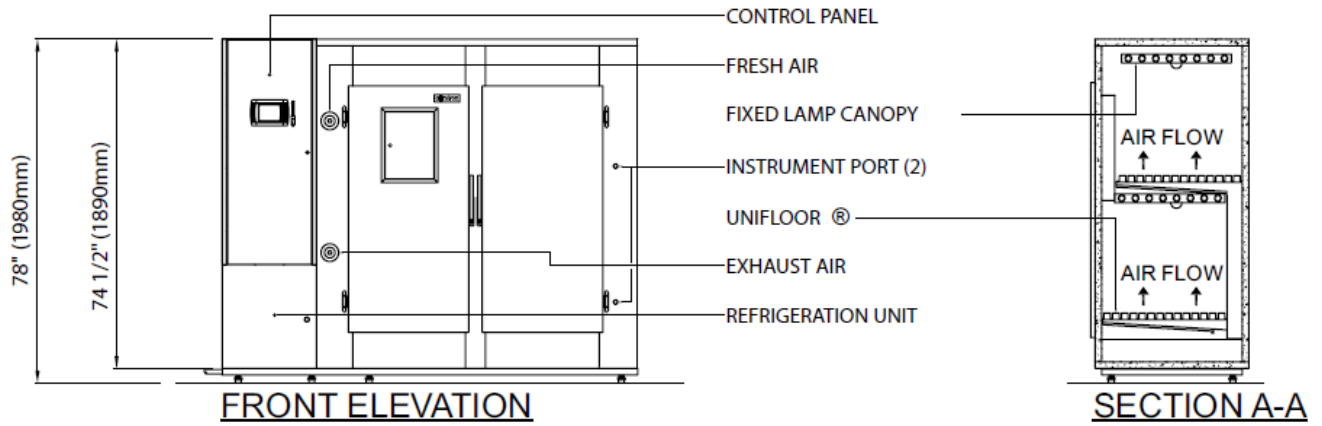 CONTROL PANEL
FRESH AIR
FIXED LAMP CANOPY
INSTRUMENT PORT (2)
UNIFLOOR ®
EXHAUST AIR
REFRIGERATION UNIT
78" (1980mm)
74 1/2" (1890mm)
AIR FLOW
AIR FLOW
FRONT ELEVATION
SECTION A-A